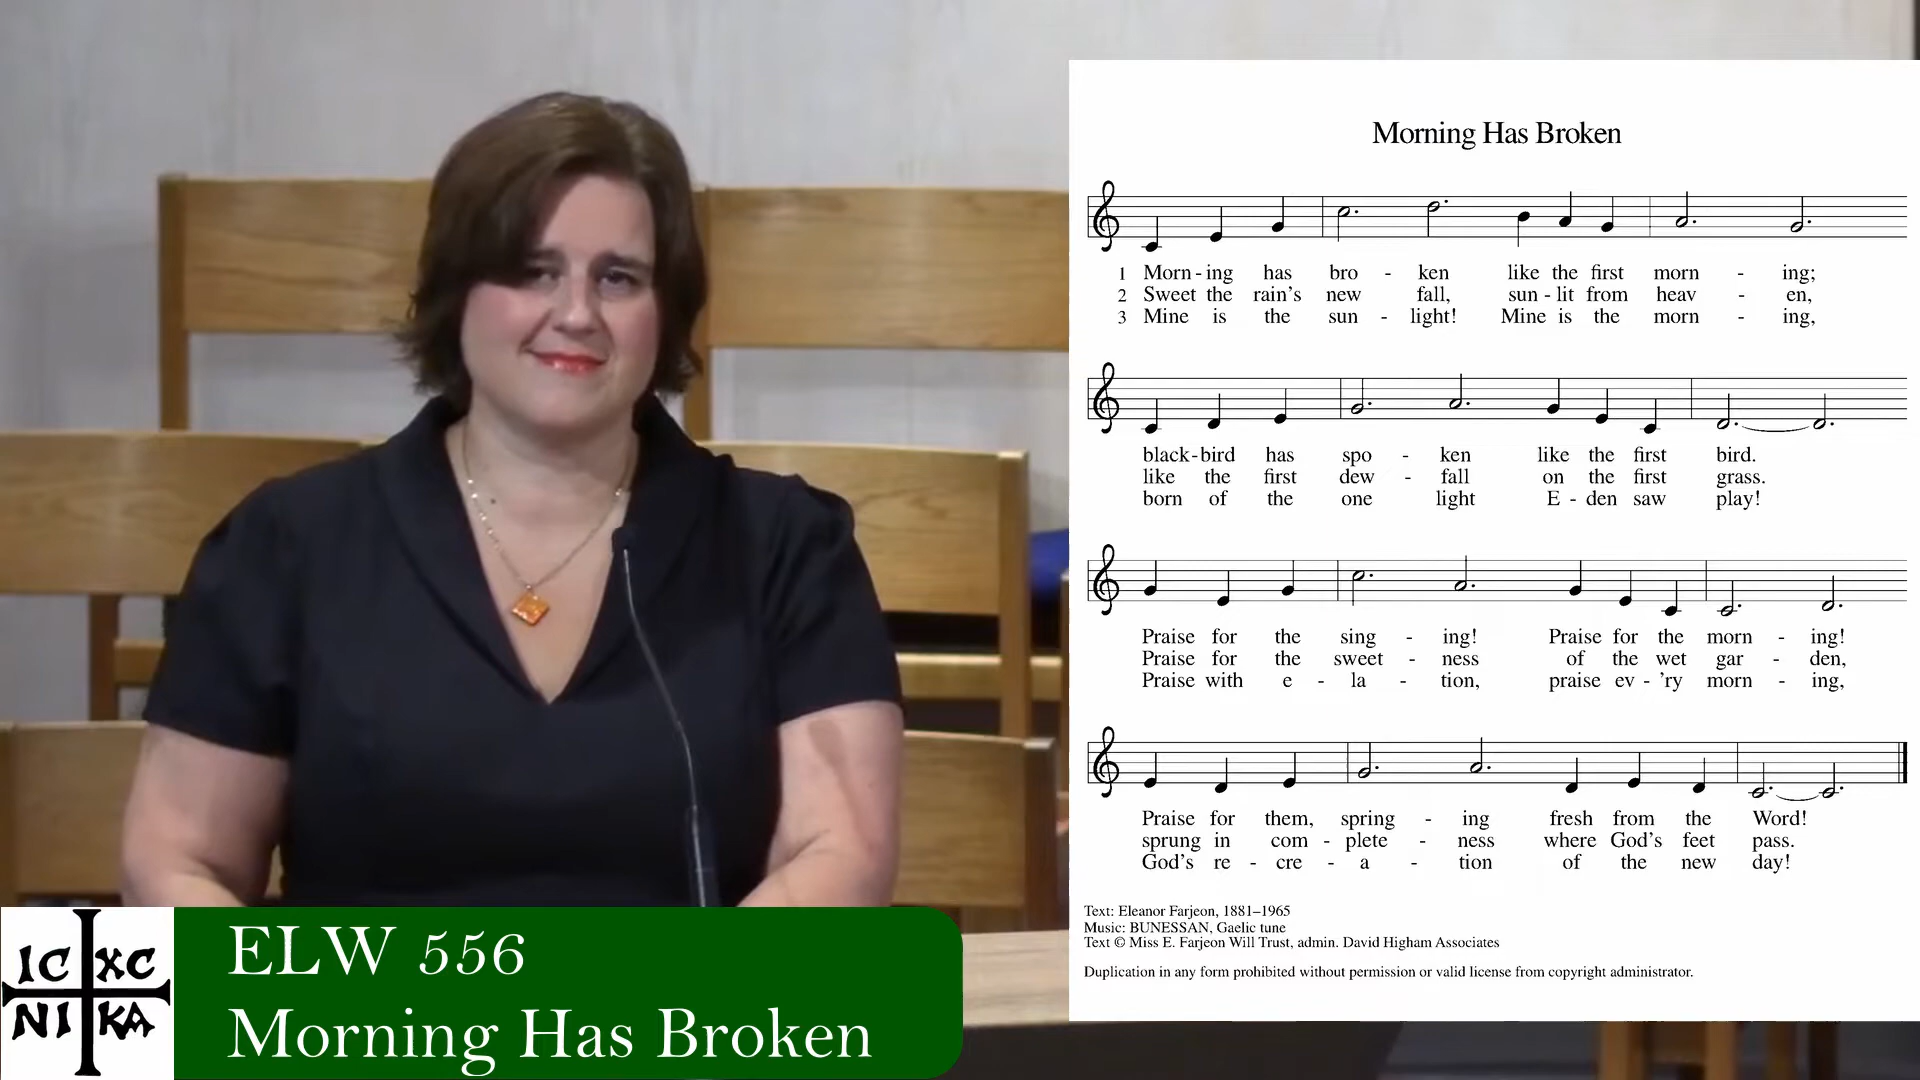 Morning Has Broken
1 Morn - ing has bro - ken like the first morn - ing;
2 Sweet the rain's new fall, sun - lit from heav - en,
3 Mine is the sun - light! Mine is the morn - ing,
black - bird has spo - ken like the first bird.
like the first dew - fall on the first grass.
born of the one light E - den saw play!
Praise for the sing - ing! Praise for the morn - ing!
Praise for the sweet - ness of the wet gar - den,
Praise with e - la - tion, praise ev - 'ry morn - ing,
Praise for them, spring - ing fresh from the Word!
sprung in com - plete - ness where God's feet pass.
God's re - cre - a - tion of the new day!
Text: Eleanor Farjeon, 1881–1965
Music: BUNESSAN, Gaelic tune
Text © Miss E. Farjeon Will Trust, admin. David Higham Associates
Duplication in any form prohibited without permission or valid license from copyright administrator.
IC XC
NI KA
ELW 556
Morning Has Broken